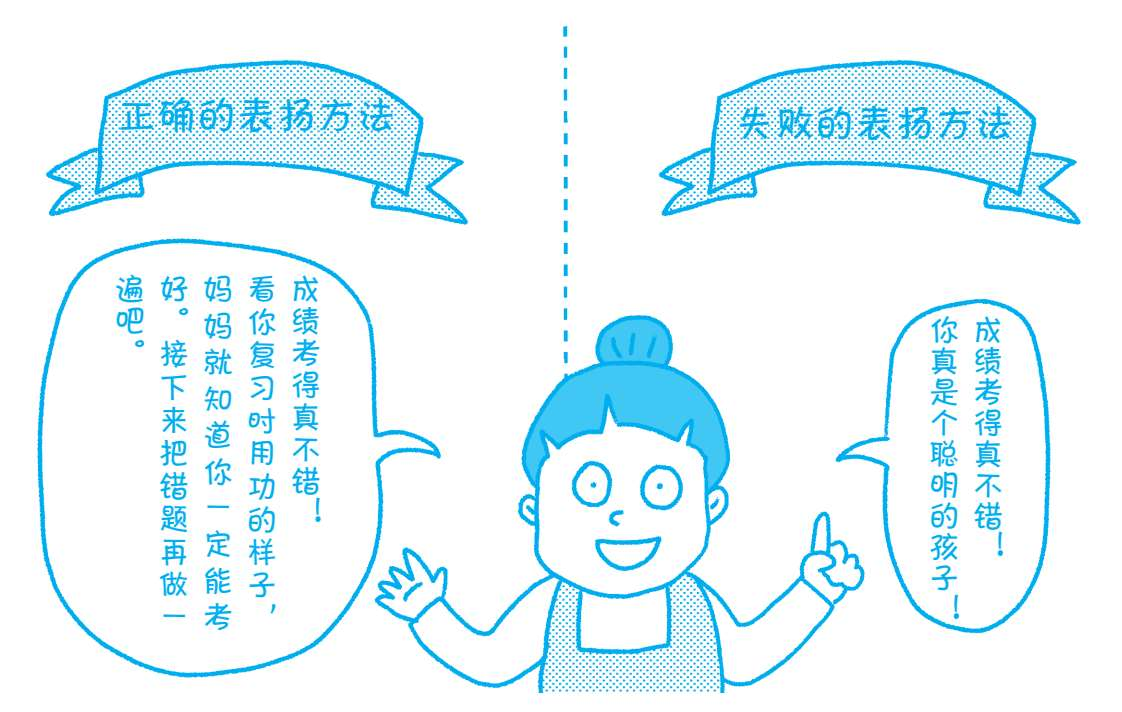 正确的表扬方法
成绩考得真不错！
看你复习时用功的样子，
妈妈就知道你一定能考
好。接下来把错题再做一
遍吧。
失败的表扬方法
成绩考得真不错！
你真是个聪明的孩子！